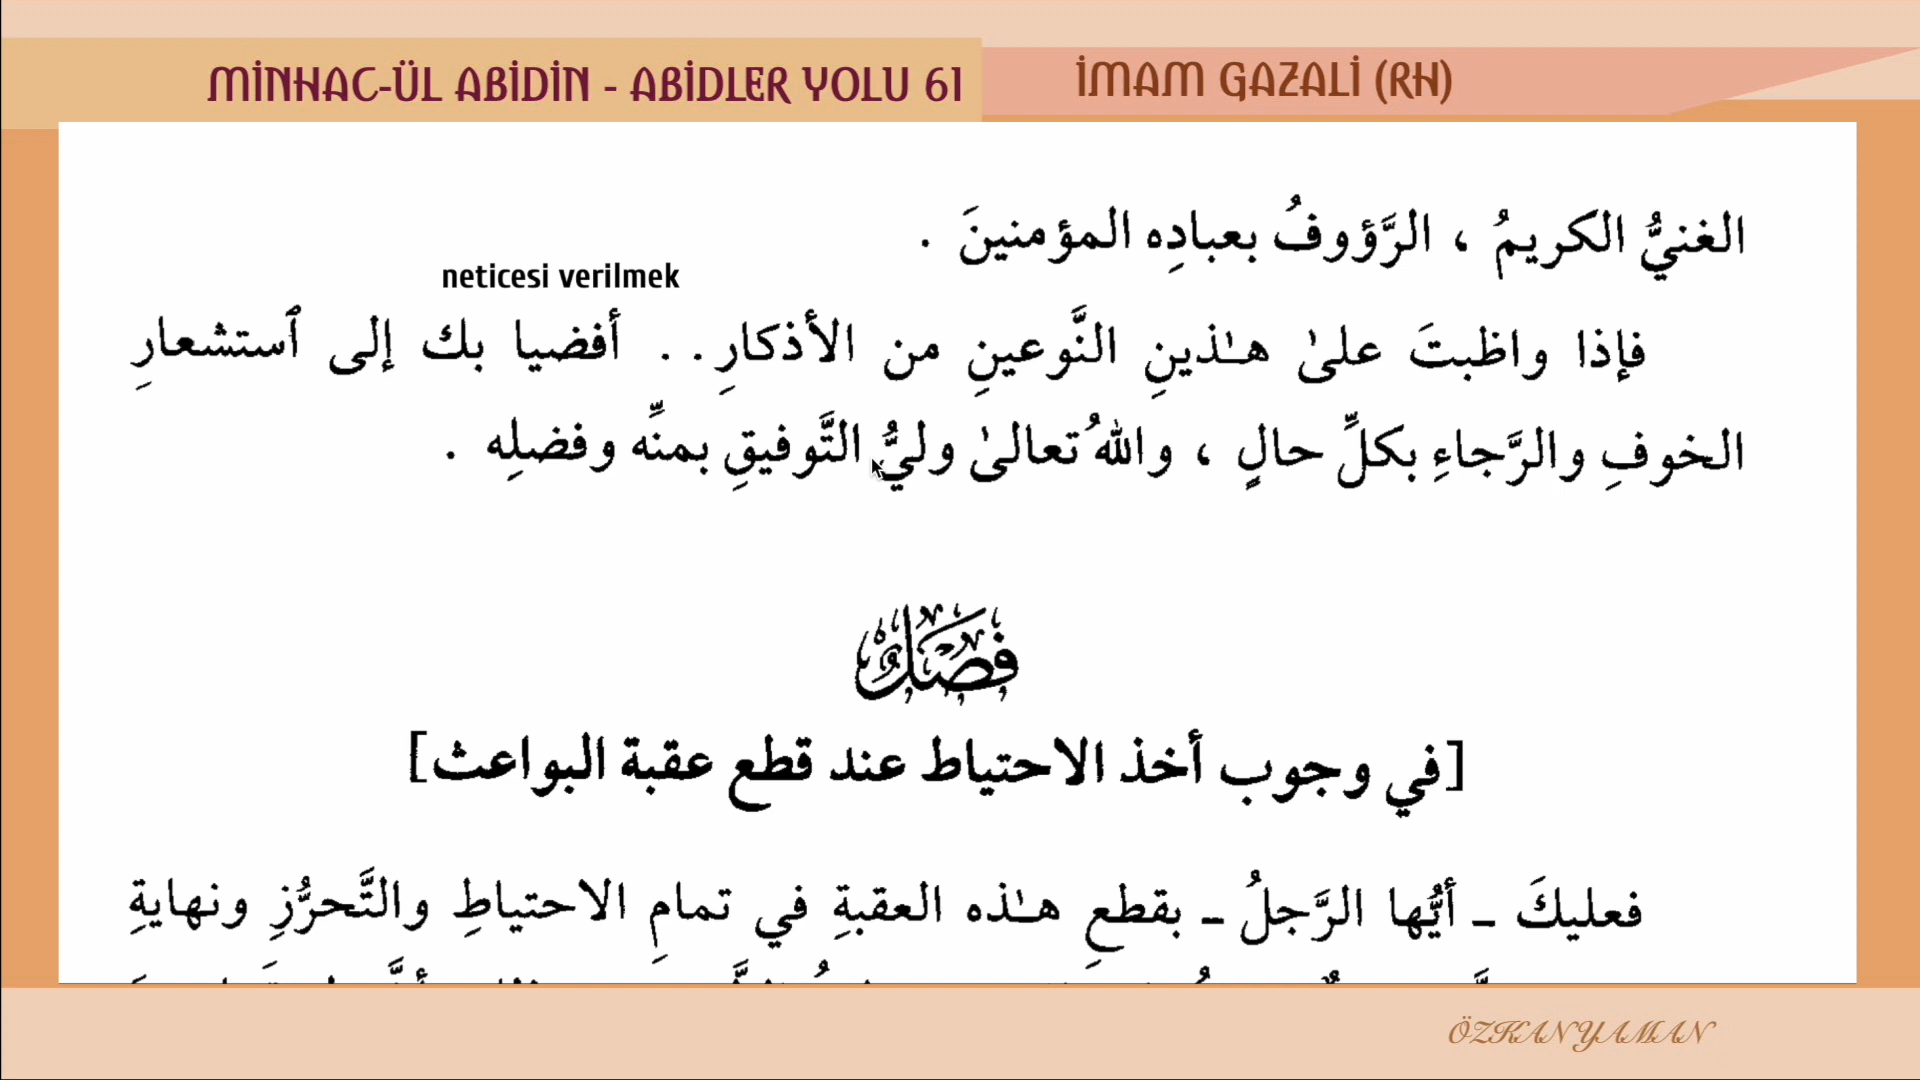 MİNHAC-ÜL ABİDİN - ABİDLER YOLU 61
İMAM GAZALİ (RH)
الغنيُّ الكريمُ ، الرَّؤوفُ بعبادِه المؤمنينَ .
neticesi verilmek
فإذا واظبتَ علىٰ هـٰذينِ النَّوعينِ من الأذكارِ . . أفضيا بك إلى ٱستشعارِ
الخوفِ والرَّجاءِ بكلِّ حالٍ ، واللهُ تعالىٰ وليُّ التَّوفيقِ بمنِّه وفضلِه .
فَصْلٌ
[في وجوب أخذ الاحتياط عند قطع عقبة البواعث]
فعليكَ ـ أيُّها الرَّجلُ ـ بقطعِ هـٰذه العقبةِ في تمامِ الاحتياطِ والتَّحرُّزِ ونهايةِ
ÖZKAN YAMAN